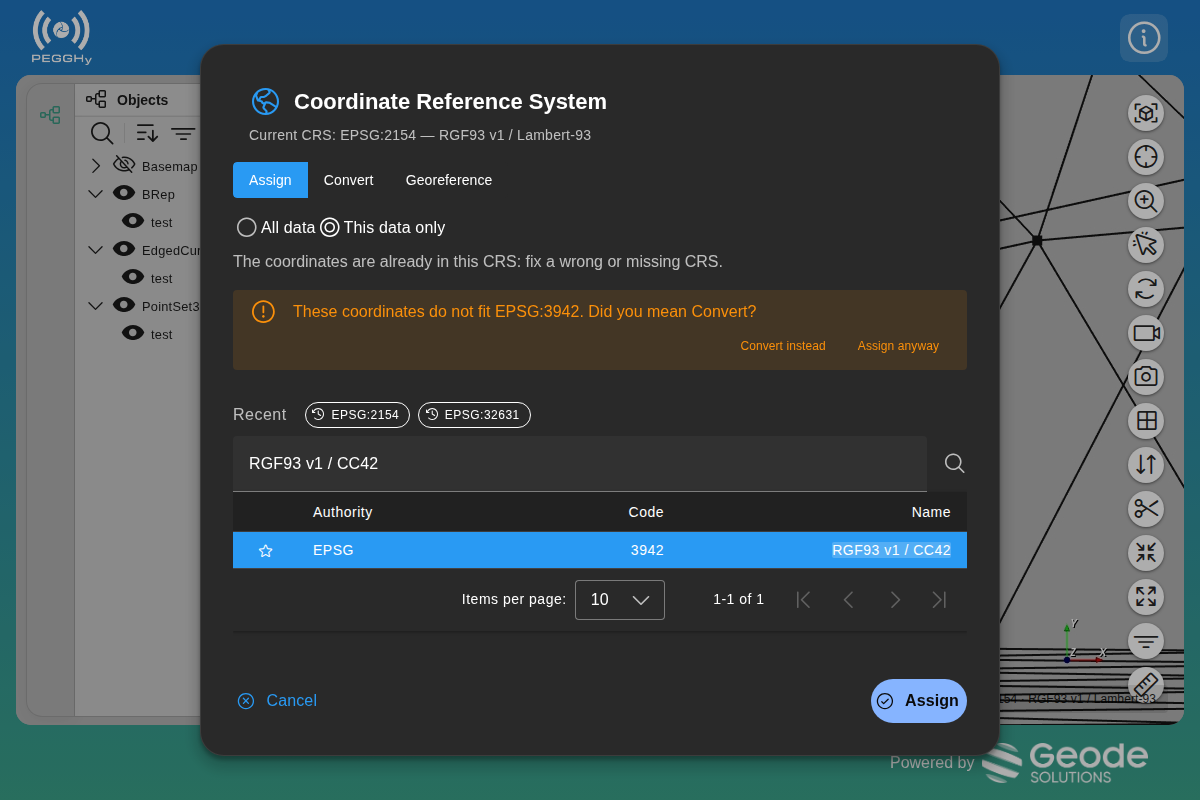 PEGGHy
Objects
Basemap
BRep
test
EdgedCur
test
PointSet3
test
Coordinate Reference System
Current CRS: EPSG:2154 — RGF93 v1 / Lambert-93
Assign Convert Georeference
All data This data only
The coordinates are already in this CRS: fix a wrong or missing CRS.
These coordinates do not fit EPSG:3942. Did you mean Convert?
Convert instead Assign anyway
Recent EPSG:2154 EPSG:32631
RGF93 v1 / CC42
Authority Code Name
EPSG 3942 RGF93 v1 / CC42
Items per page: 10 1-1 of 1
Cancel Assign
Y
Z X
RGF93 v1 / Lambert-93
Powered by Geode
SOLUTIONS